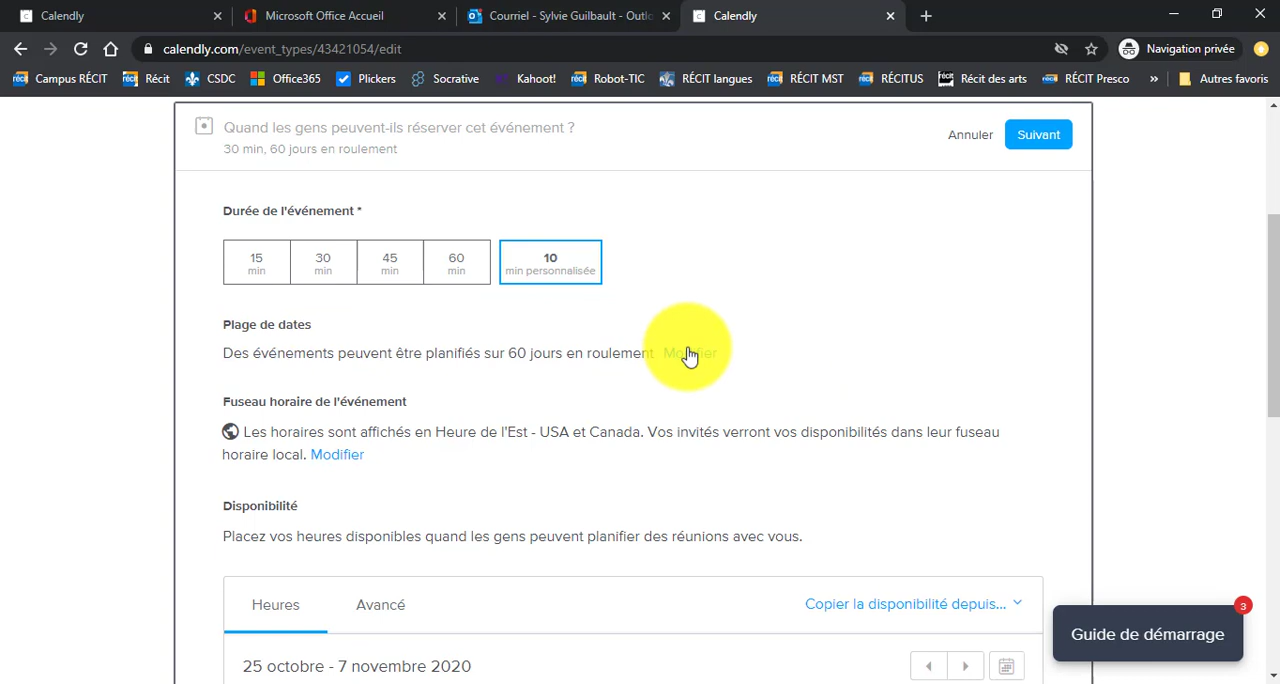 Calendly
Microsoft Office Accueil
Courriel - Sylvie Guilbault - Outlo
Calendly
calendly.com/event_types/43421054/edit
Navigation privée
Campus RÉCIT
Récit
CSDC
Office365
Plickers
Socrative
Kahoot!
Robot-TIC
RÉCIT langues
RÉCIT MST
RÉCITUS
Récit des arts
RÉCIT Presco
»
Autres favoris
Quand les gens peuvent-ils réserver cet événement ?
30 min, 60 jours en roulement
Annuler
Suivant
Durée de l'événement *
15 30 45 60 10
min min min min min personnalisée
Plage de dates
Des événements peuvent être planifiés sur 60 jours en roulement Modifier
Fuseau horaire de l'événement
Les horaires sont affichés en Heure de l'Est - USA et Canada. Vos invités verront vos disponibilités dans leur fuseau
horaire local. Modifier
Disponibilité
Placez vos heures disponibles quand les gens peuvent planifier des réunions avec vous.
Heures
Avancé
Copier la disponibilité depuis...
3
Guide de démarrage
25 octobre - 7 novembre 2020